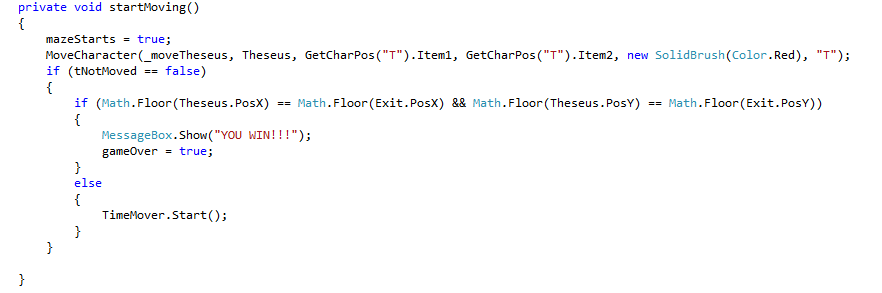 private void startMoving()
{
mazeStarts = true;
MoveCharacter(_moveTheseus, Theseus, GetCharPos("T").Item1, GetCharPos("T").Item2, new SolidBrush(Color.Red), "T");
if (tNotMoved == false)
{
if (Math.Floor(Theseus.PosX) == Math.Floor(Exit.PosX) && Math.Floor(Theseus.PosY) == Math.Floor(Exit.PosY))
{
MessageBox.Show("YOU WIN!!!");
gameOver = true;
}
else
{
TimeMover.Start();
}
}
}